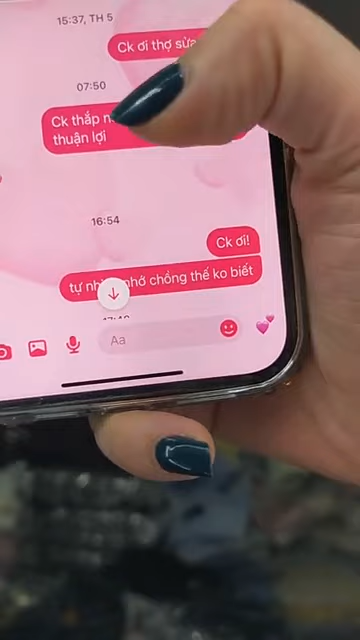 15:37, TH 5
Ck ơi thợ sửa
07:50
Ck thắp
thuận lợi
16:54
Ck ơi!
tự nhớ chồng thế ko biết
Aa